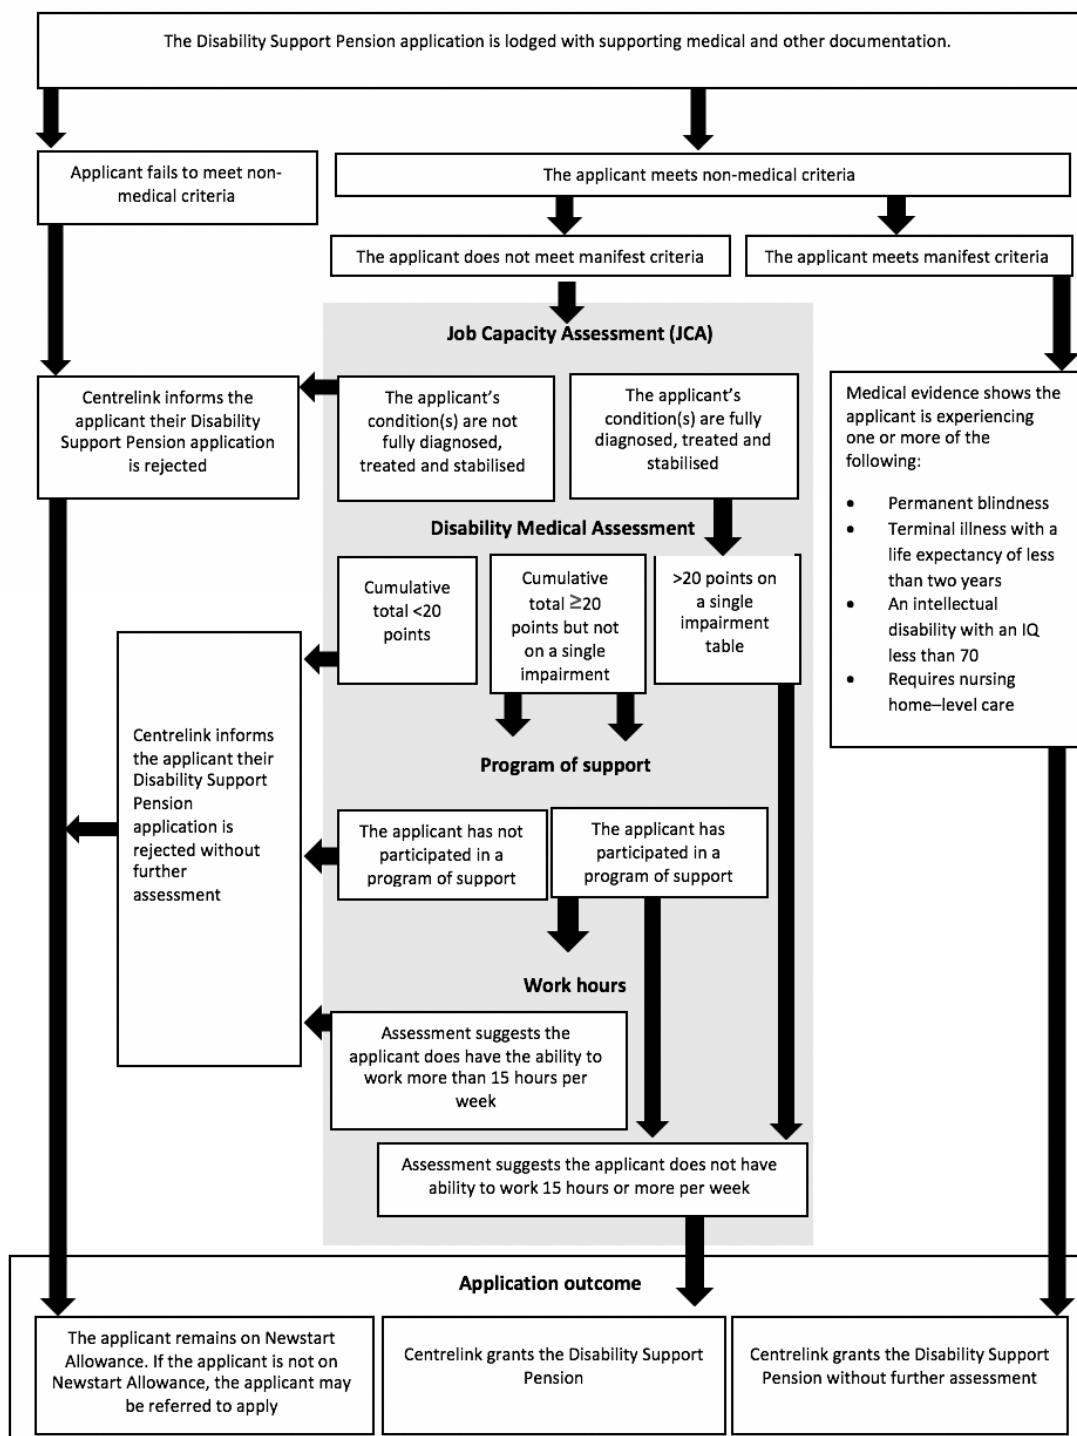 The Disability Support Pension application is lodged with supporting medical and other documentation.
Applicant fails to meet non-
medical criteria
The applicant meets non-medical criteria
The applicant does not meet manifest criteria
The applicant meets manifest criteria
Job Capacity Assessment (JCA)
Centrelink informs the
applicant their Disability
Support Pension application
is rejected
The applicant's
condition(s) are not
fully diagnosed,
treated and stabilised
The applicant's
condition(s) are fully
diagnosed, treated and
stabilised
Medical evidence shows the
applicant is experiencing
one or more of the
following:
• Permanent blindness
• Terminal illness with a
life expectancy of less
than two years
• An intellectual
disability with an IQ
less than 70
• Requires nursing
home–level care
Disability Medical Assessment
Cumulative
total <20
points
Cumulative
total ≥20
points but not
on a single
impairment
>20 points on
a single
impairment
table
Centrelink informs
the applicant their
Disability Support
Pension
application is
rejected without
further
assessment
Program of support
The applicant has not
participated in a
program of support
The applicant has
participated in a
program of support
Work hours
Assessment suggests the
applicant does have the ability to
work more than 15 hours per
week
Assessment suggests the applicant does not have
ability to work 15 hours or more per week
Application outcome
The applicant remains on Newstart
Allowance. If the applicant is not on
Newstart Allowance, the applicant may
be referred to apply
Centrelink grants the Disability Support
Pension
Centrelink grants the Disability Support
Pension without further assessment